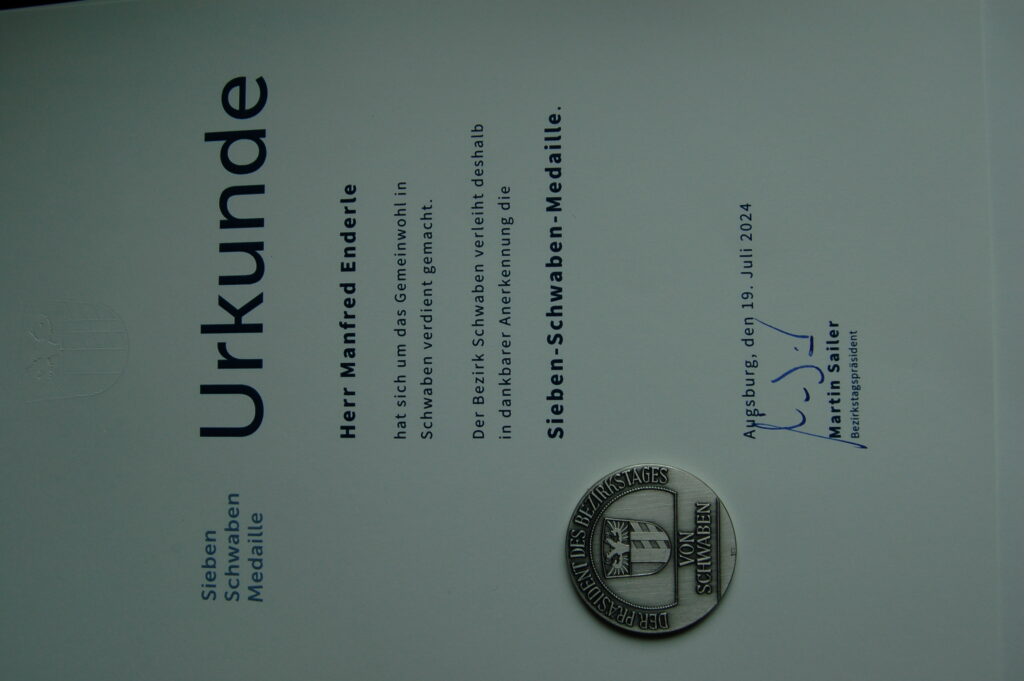 Sieben
Schwaben
Medaille
Urkunde
Herr Manfred Enderle
hat sich um das Gemeinwohl in
Schwaben verdient gemacht.
Der Bezirk Schwaben verleiht deshalb
in dankbarer Anerkennung die
Sieben-Schwaben-Medaille.
Augsburg, den 19. Juli 2024
Martin Sailer
Bezirkstagspräsident
DER PRÄSIDENT DES BEZIRKSTAGES
VON
SCHWABEN